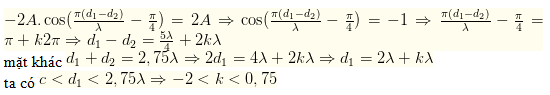 −2A.cos(π(d₁−d₂)/λ − π/4) = 2A ⇒ cos(π(d₁−d₂)/λ − π/4) = −1 ⇒ π(d₁−d₂)/λ − π/4 =
π + k2π ⇒ d₁ − d₂ = 5λ/4 + 2kλ
mặt khác d₁ + d₂ = 2,75λ ⇒ 2d₁ = 4λ + 2kλ ⇒ d₁ = 2λ + kλ
ta có c < d₁ < 2,75λ ⇒ −2 < k < 0,75